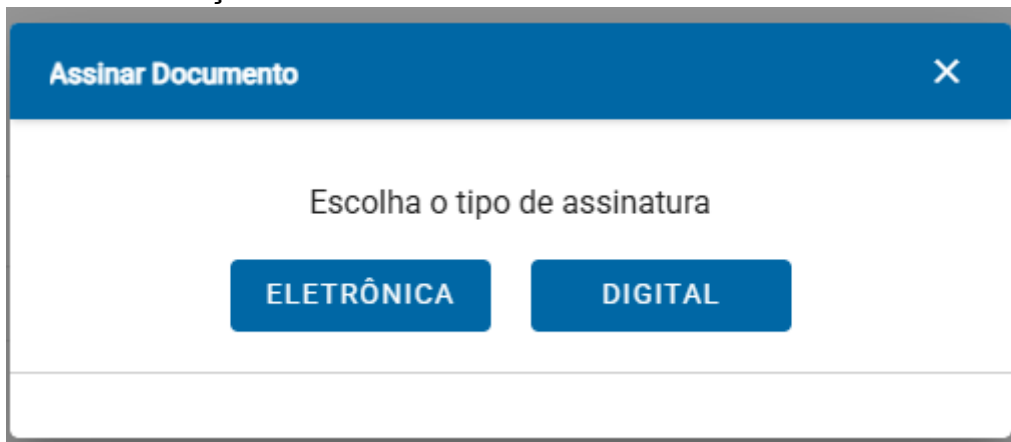 Assinar Documento
Escolha o tipo de assinatura
ELETRÔNICA
DIGITAL